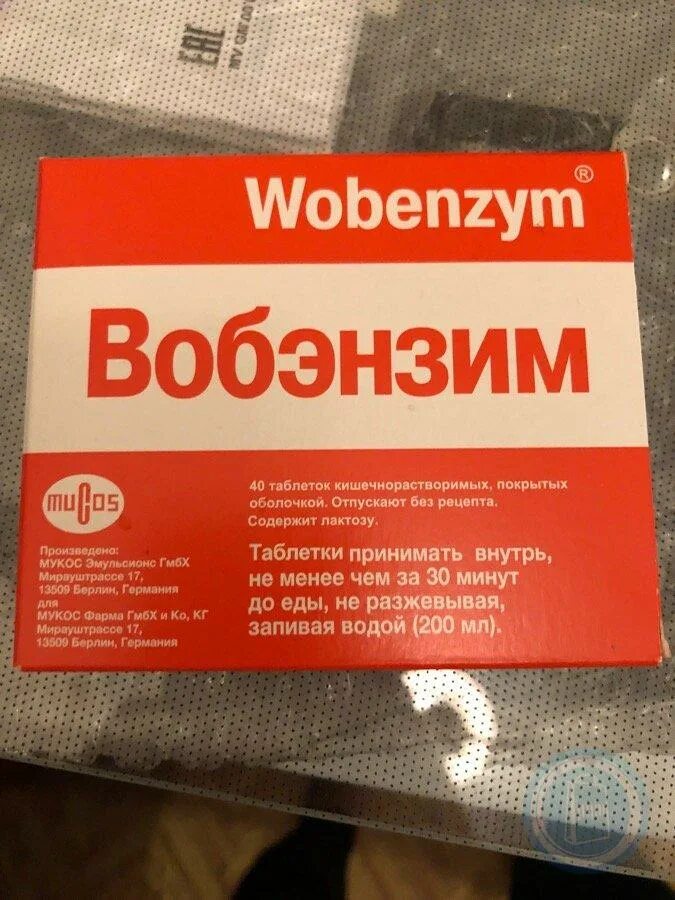 EAC
Wobenzym®
Вобэнзим
mucos
40 таблеток кишечнорастворимых, покрытых
оболочкой. Отпускают без рецепта.
Содержит лактозу.
Таблетки принимать внутрь,
не менее чем за 30 минут
до еды, не разжевывая,
запивая водой (200 мл).
Произведено:
МУКОС Эмульсионс ГмбХ
Мирауштрассе 17,
13509 Берлин, Германия
для
МУКОС Фарма ГмбХ и Ко, КГ
Мирауштрассе 17,
13509 Берлин, Германия